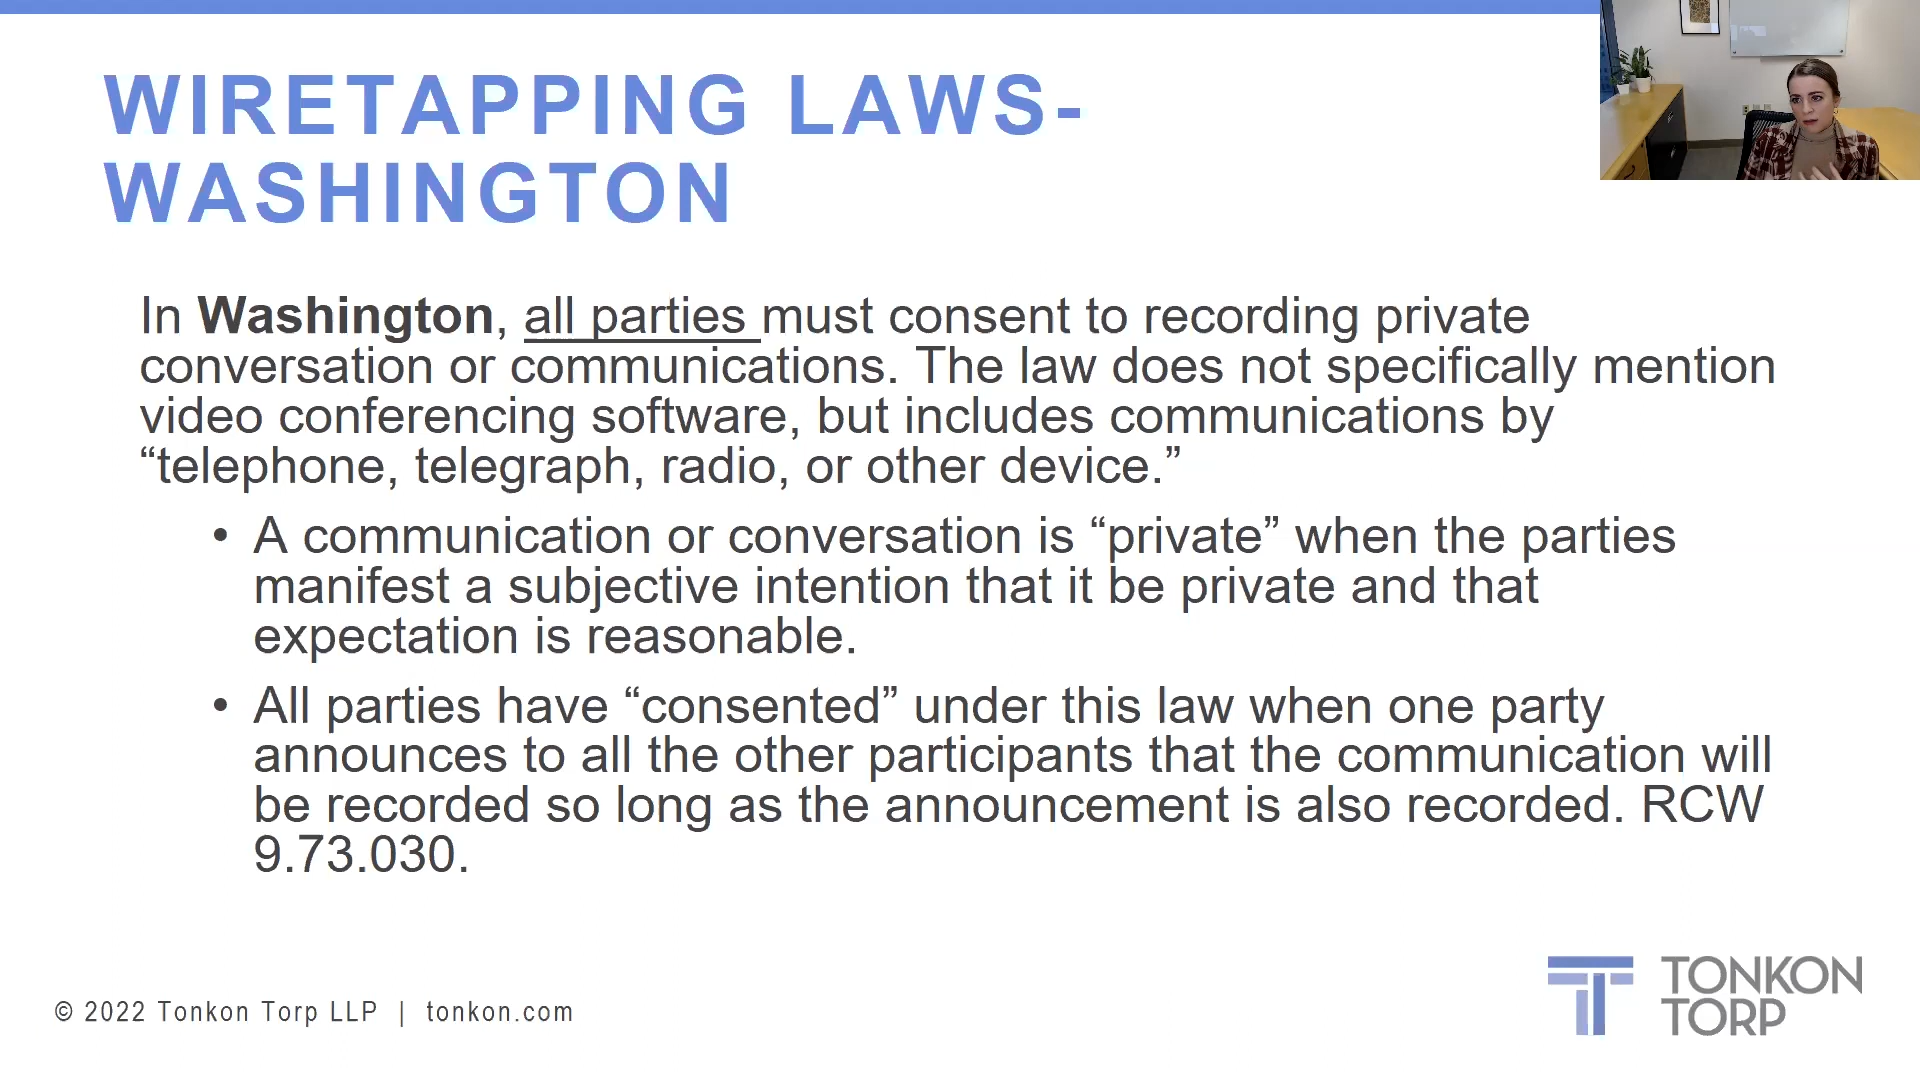 WIRETAPPING LAWS-
WASHINGTON
In Washington, all parties must consent to recording private
conversation or communications. The law does not specifically mention
video conferencing software, but includes communications by
“telephone, telegraph, radio, or other device.”
• A communication or conversation is “private” when the parties
manifest a subjective intention that it be private and that
expectation is reasonable.
• All parties have “consented” under this law when one party
announces to all the other participants that the communication will
be recorded so long as the announcement is also recorded. RCW
9.73.030.
© 2022 Tonkon Torp LLP | tonkon.com
TONKON
TORP